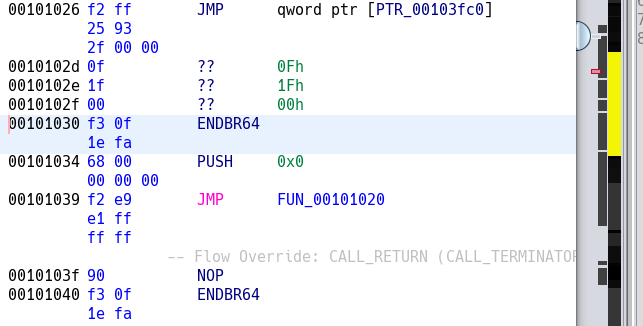 00101026 f2 ff JMP qword ptr [PTR_00103fc0]
25 93
2f 00 00
0010102d 0f ?? 0Fh
0010102e 1f ?? 1Fh
0010102f 00 ?? 00h
00101030 f3 0f ENDBR64
1e fa
00101034 68 00 PUSH 0x0
00 00 00
00101039 f2 e9 JMP FUN_00101020
e1 ff
ff ff
-- Flow Override: CALL_RETURN (CALL_TERMINATOR
0010103f 90 NOP
00101040 f3 0f ENDBR64
1e fa